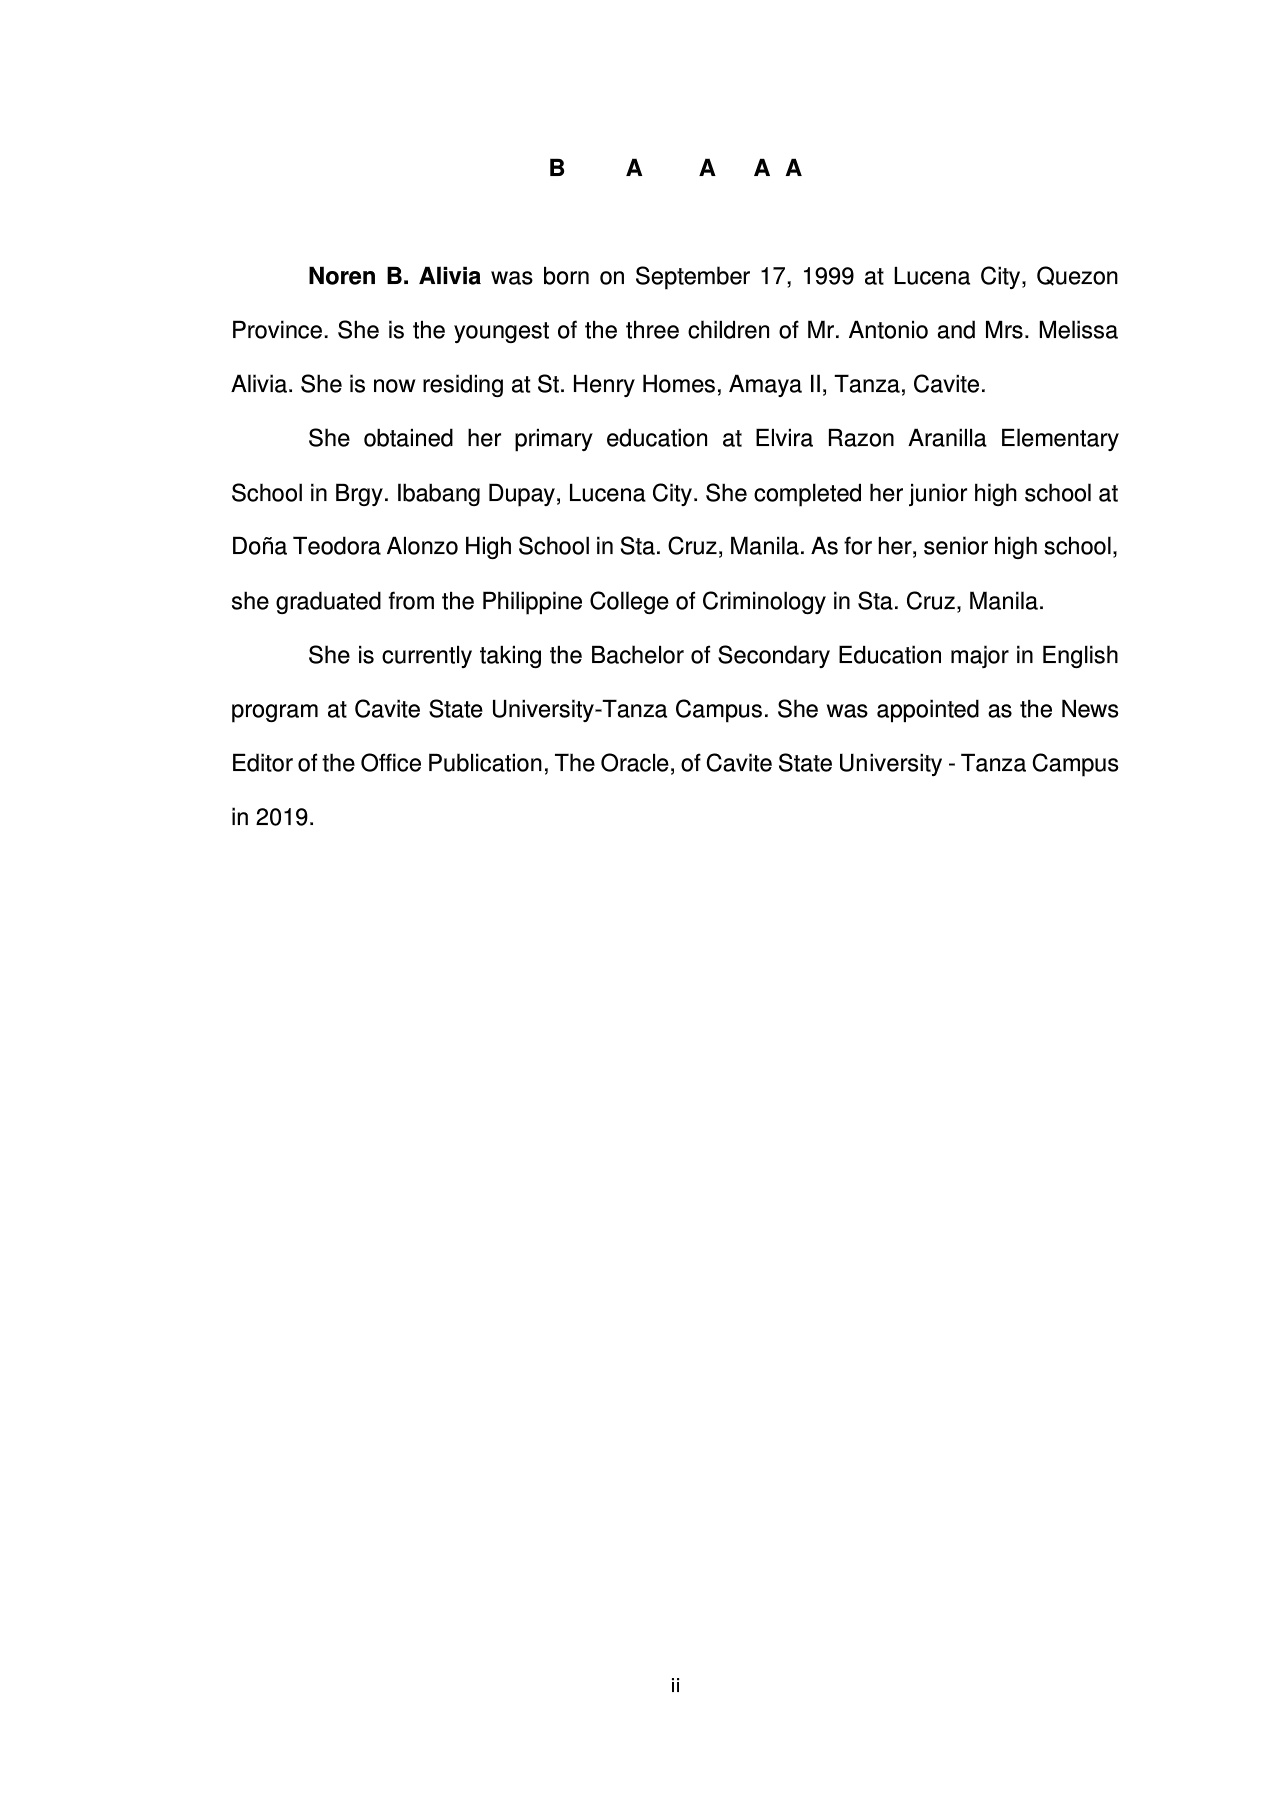 B A A A A
Noren B. Alivia was born on September 17, 1999 at Lucena City, Quezon
Province. She is the youngest of the three children of Mr. Antonio and Mrs. Melissa
Alivia. She is now residing at St. Henry Homes, Amaya II, Tanza, Cavite.
She obtained her primary education at Elvira Razon Aranilla Elementary
School in Brgy. Ibabang Dupay, Lucena City. She completed her junior high school at
Doña Teodora Alonzo High School in Sta. Cruz, Manila. As for her, senior high school,
she graduated from the Philippine College of Criminology in Sta. Cruz, Manila.
She is currently taking the Bachelor of Secondary Education major in English
program at Cavite State University-Tanza Campus. She was appointed as the News
Editor of the Office Publication, The Oracle, of Cavite State University - Tanza Campus
in 2019.
ii